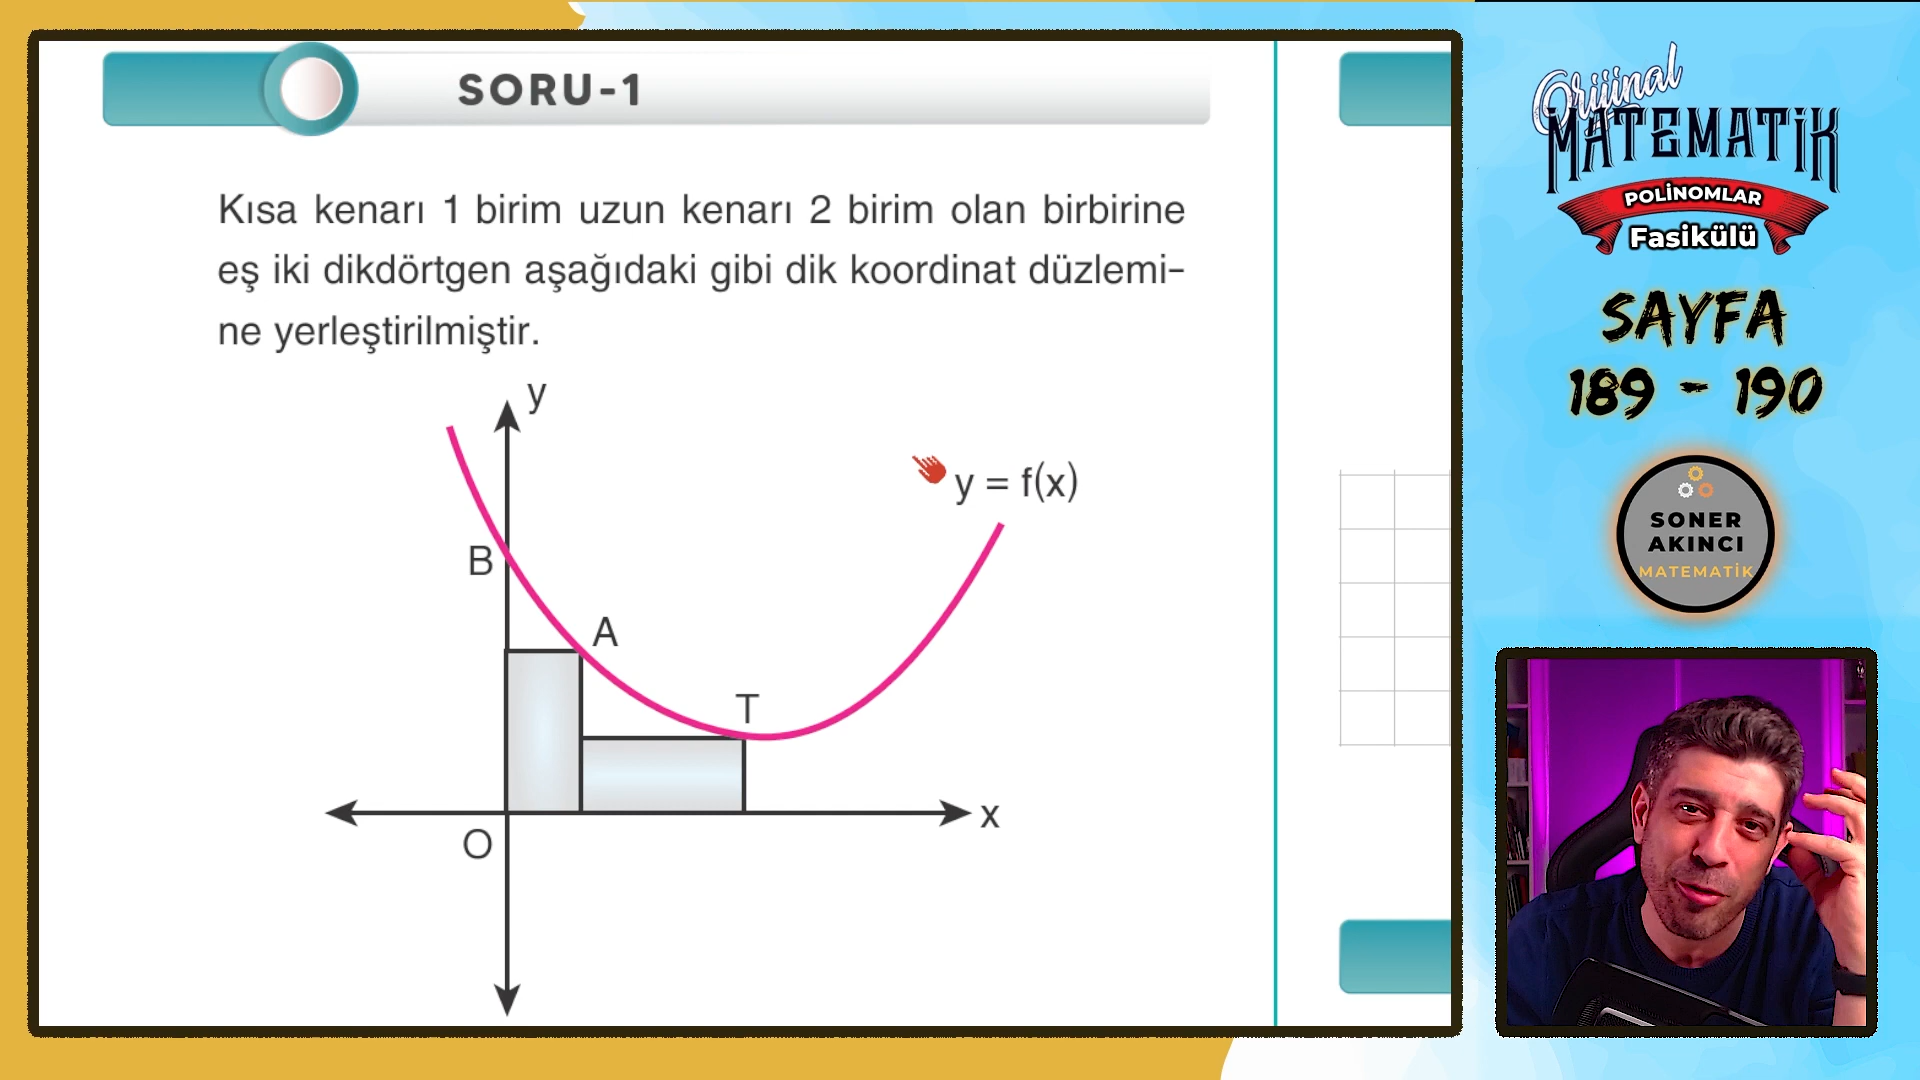 SORU-1
Kısa kenarı 1 birim uzun kenarı 2 birim olan birbirine
eş iki dikdörtgen aşağıdaki gibi dik koordinat düzlemi-
ne yerleştirilmiştir.
y
y = f(x)
B
A
T
x
O
Orijinal
MATEMATİK
POLİNOMLAR
Fasikülü
SAYFA
189 - 190
SONER
AKINCI
MATEMATİK